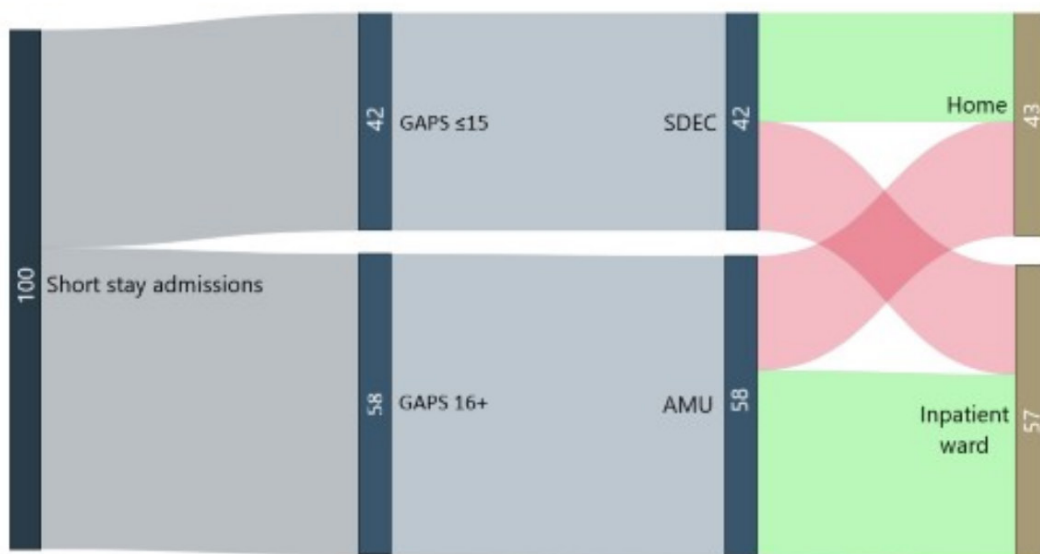 100
Short stay admissions
42
GAPS ≤15
58
GAPS 16+
SDEC
42
AMU
58
Home
43
Inpatient
ward
57